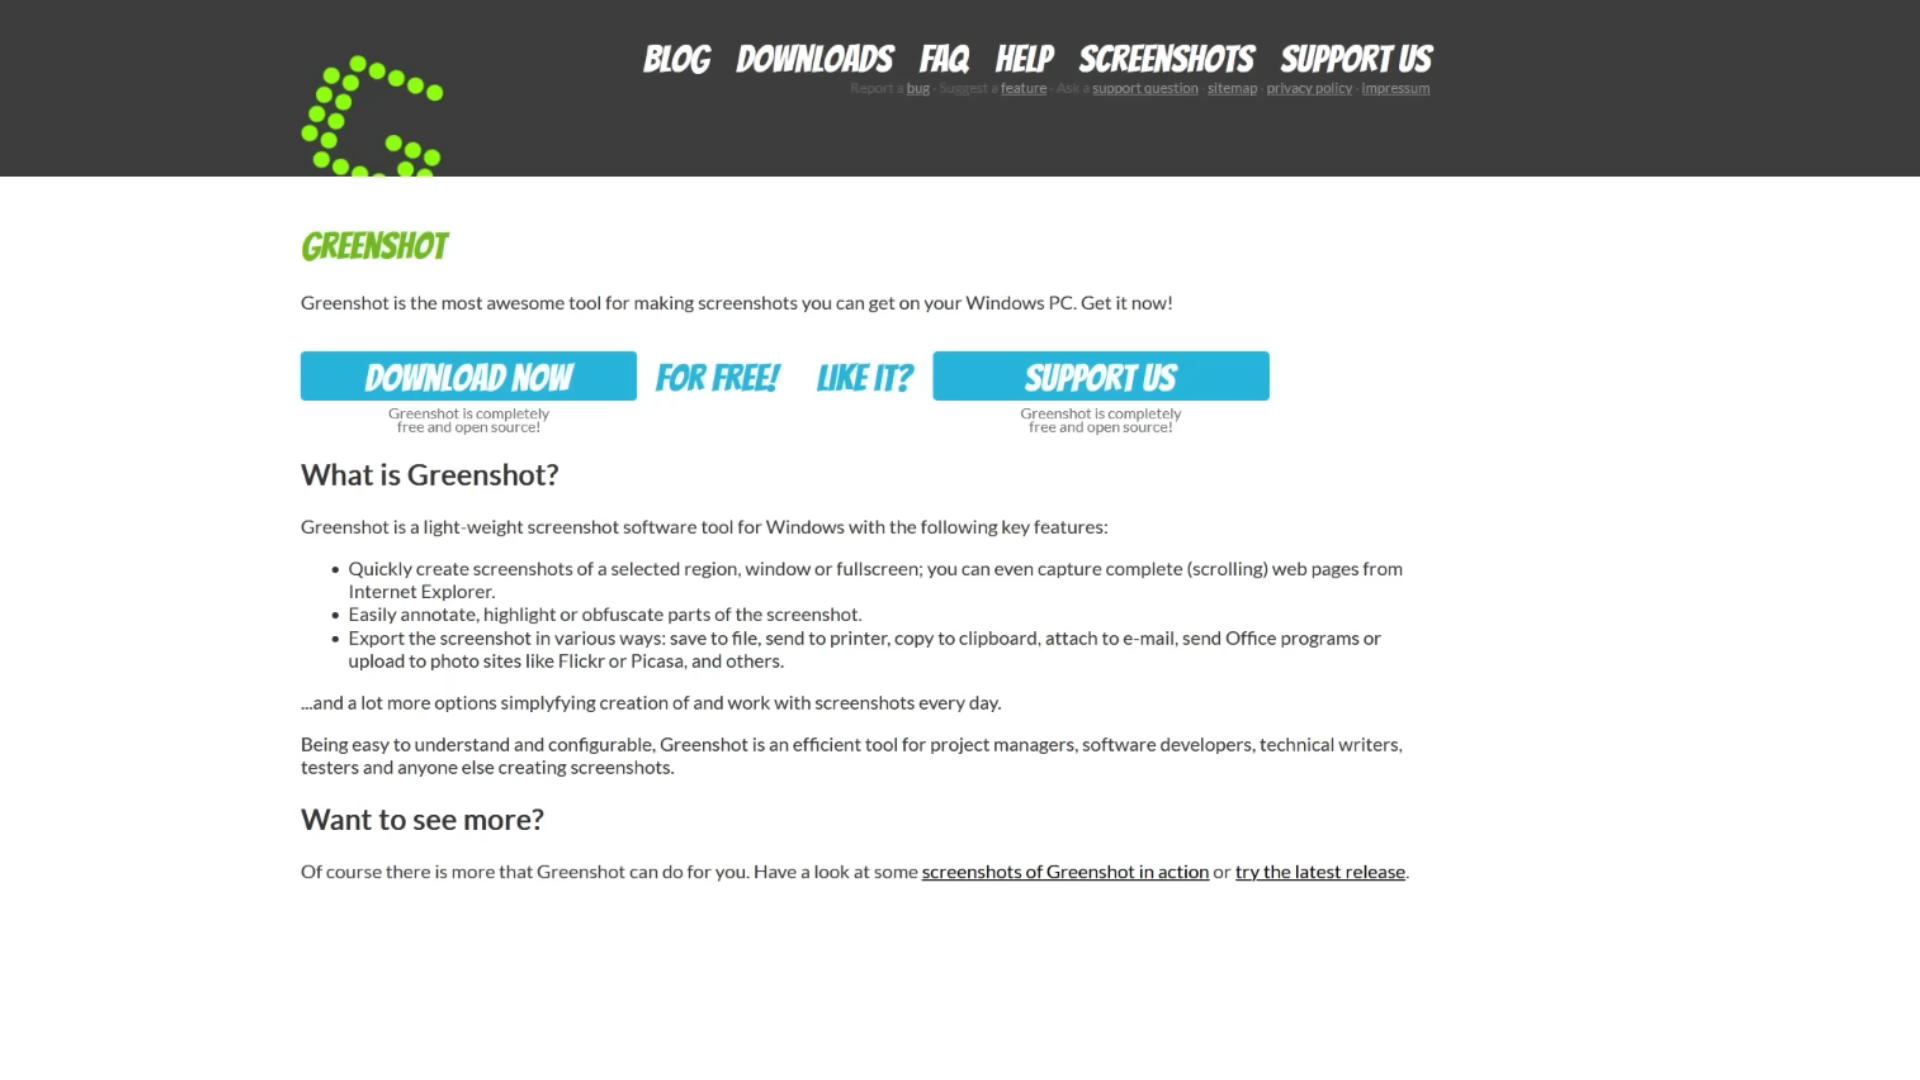 BLOG DOWNLOADS FAQ HELP SCREENSHOTS SUPPORT US
Report a bug · Suggest a feature · Ask a support question · sitemap · privacy policy · impressum
GREENSHOT
Greenshot is the most awesome tool for making screenshots you can get on your Windows PC. Get it now!
DOWNLOAD NOW FOR FREE! LIKE IT? SUPPORT US
Greenshot is completely
free and open source!
Greenshot is completely
free and open source!
What is Greenshot?
Greenshot is a light-weight screenshot software tool for Windows with the following key features:
• Quickly create screenshots of a selected region, window or fullscreen; you can even capture complete (scrolling) web pages from
Internet Explorer.
• Easily annotate, highlight or obfuscate parts of the screenshot.
• Export the screenshot in various ways: save to file, send to printer, copy to clipboard, attach to e-mail, send Office programs or
upload to photo sites like Flickr or Picasa, and others.
...and a lot more options simplyfying creation of and work with screenshots every day.
Being easy to understand and configurable, Greenshot is an efficient tool for project managers, software developers, technical writers,
testers and anyone else creating screenshots.
Want to see more?
Of course there is more that Greenshot can do for you. Have a look at some screenshots of Greenshot in action or try the latest release.